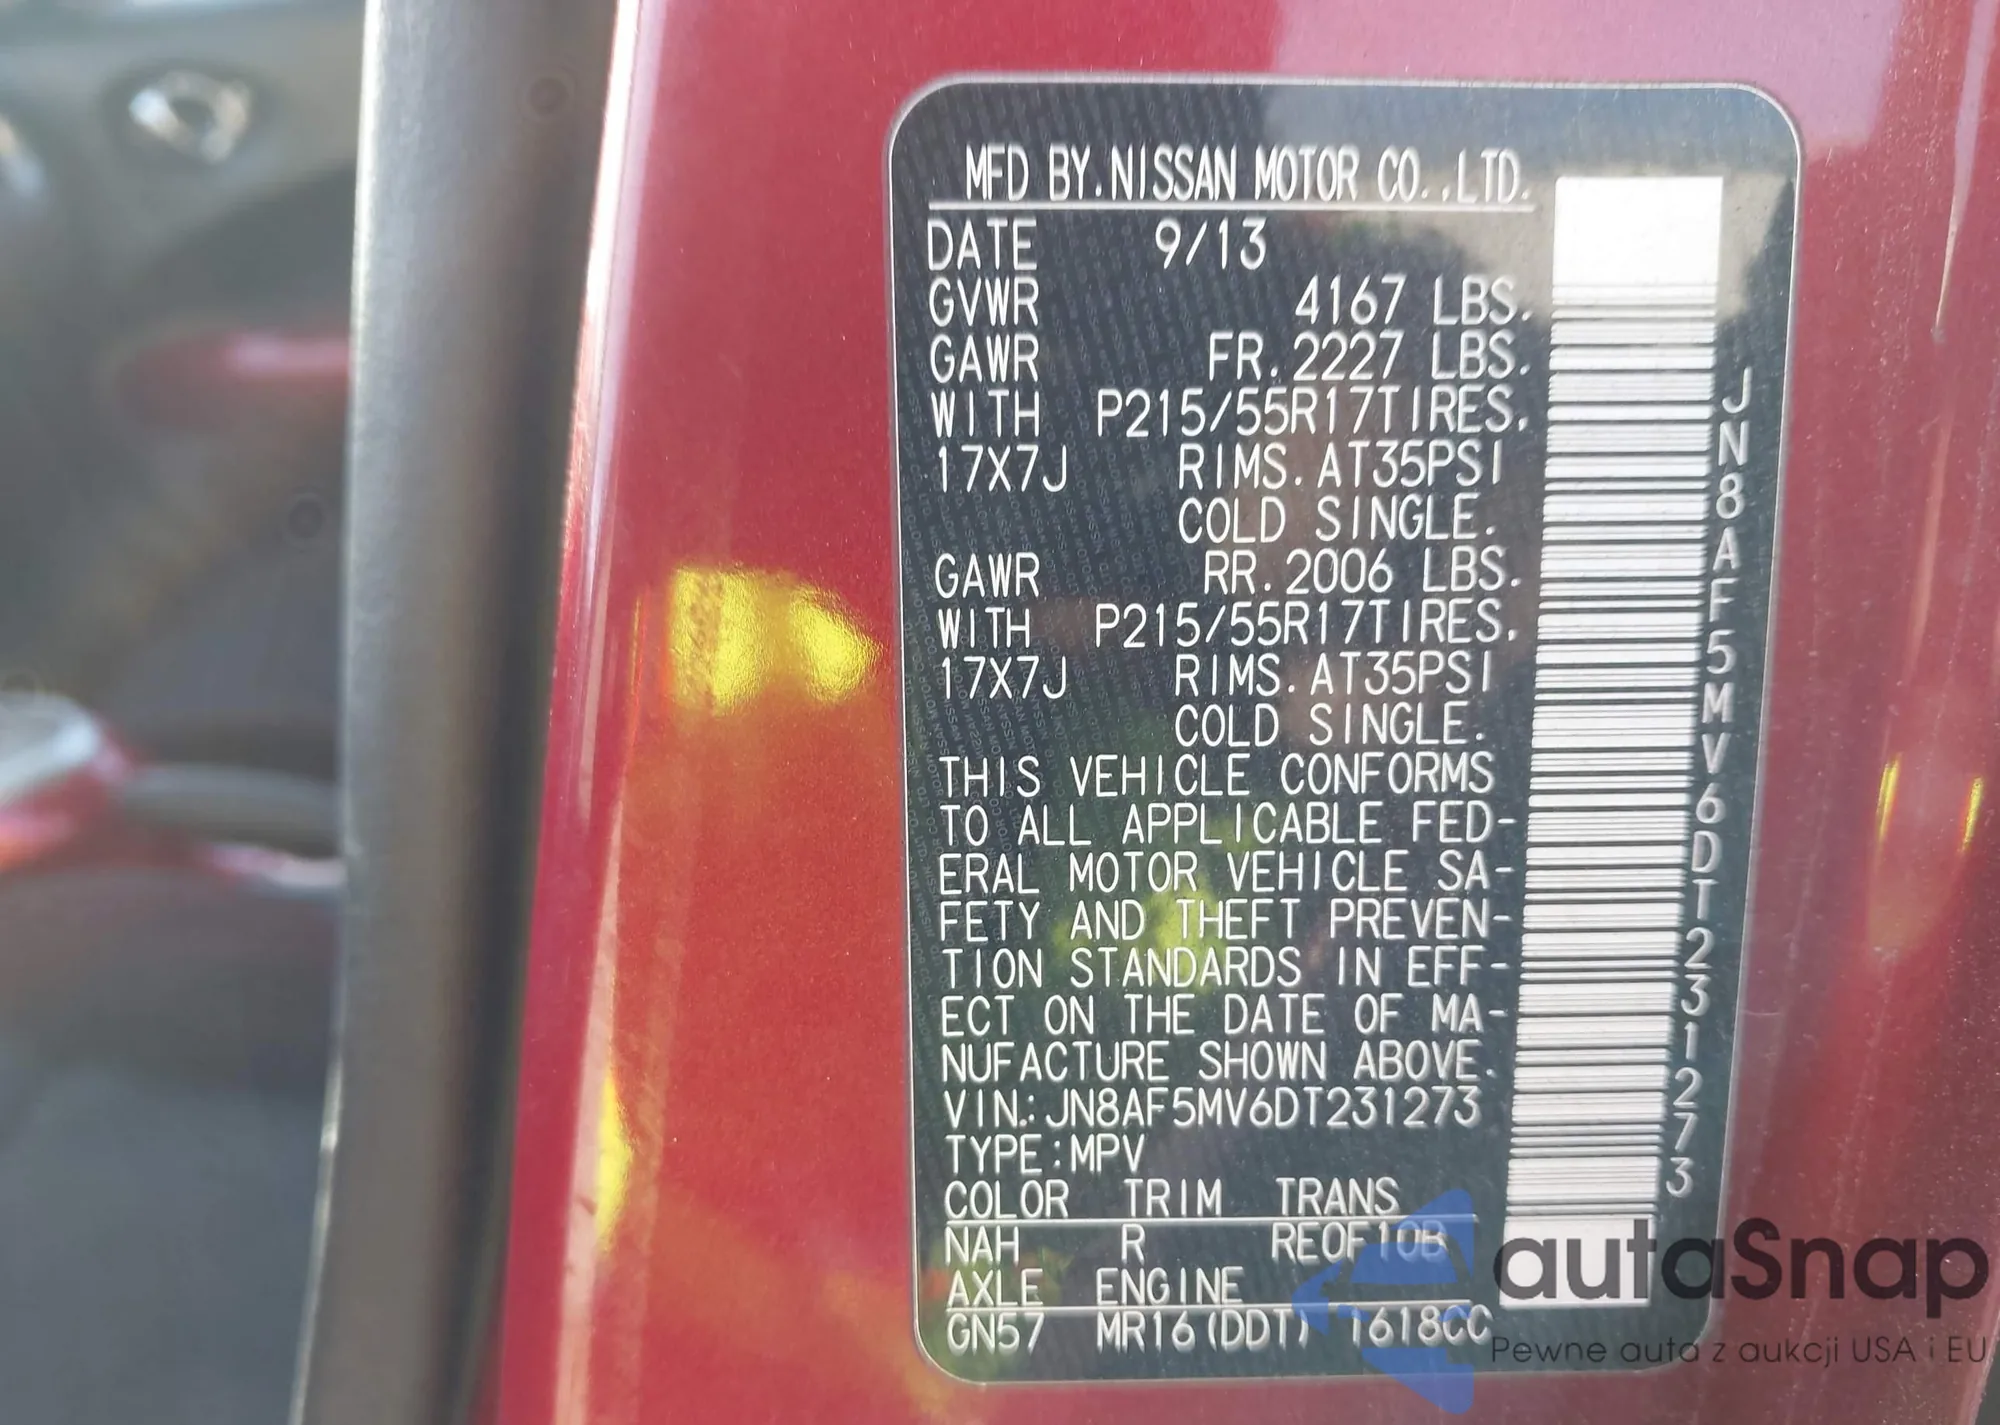 MFD BY.NISSAN MOTOR CO.,LTD.
DATE 9/13
GVWR 4167 LBS.
GAWR FR.2227 LBS.
WITH P215/55R17TIRES.
17X7J RIMS.AT35PSI
COLD SINGLE.
GAWR RR.2006 LBS.
WITH P215/55R17TIRES.
17X7J RIMS.AT35PSI
COLD SINGLE.
THIS VEHICLE CONFORMS
TO ALL APPLICABLE FED-
ERAL MOTOR VEHICLE SA-
FETY AND THEFT PREVEN-
TION STANDARDS IN EFF-
ECT ON THE DATE OF MA-
NUFACTURE SHOWN ABOVE.
VIN.:JN8AF5MV6DT231273
TYPE:MPV
COLOR TRIM TRANS
NAH R RE0F10B
AXLE ENGINE
GN57 MR16(DDT) 1618CC
JN8AF5MV6DT231273
autaSnap
Pewne auta z aukcji USA i EU